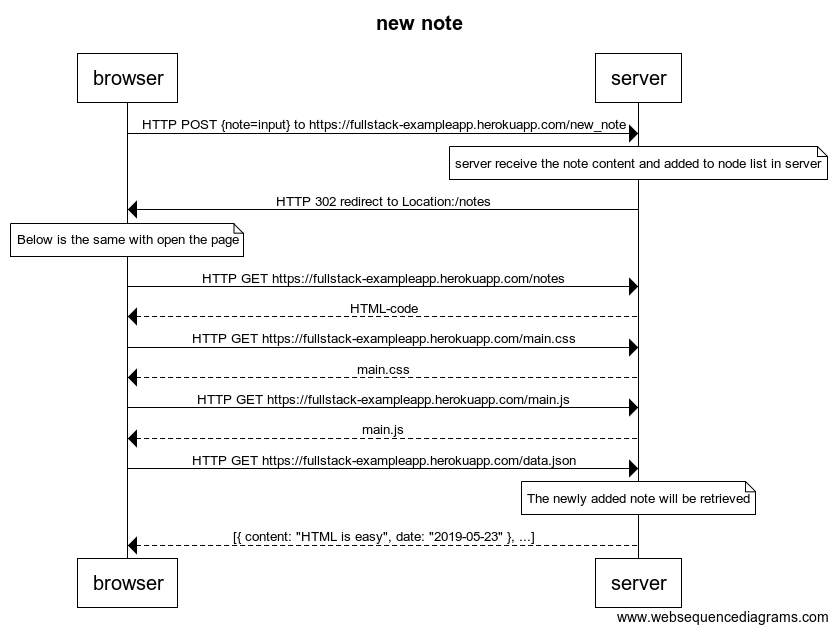 new note
browser
server
HTTP POST {note=input} to https://fullstack-exampleapp.herokuapp.com/new_note
server receive the note content and added to node list in server
HTTP 302 redirect to Location:/notes
Below is the same with open the page
HTTP GET https://fullstack-exampleapp.herokuapp.com/notes
HTML-code
HTTP GET https://fullstack-exampleapp.herokuapp.com/main.css
main.css
HTTP GET https://fullstack-exampleapp.herokuapp.com/main.js
main.js
HTTP GET https://fullstack-exampleapp.herokuapp.com/data.json
The newly added note will be retrieved
[{ content: "HTML is easy", date: "2019-05-23" }, ...]
browser
server
www.websequencediagrams.com